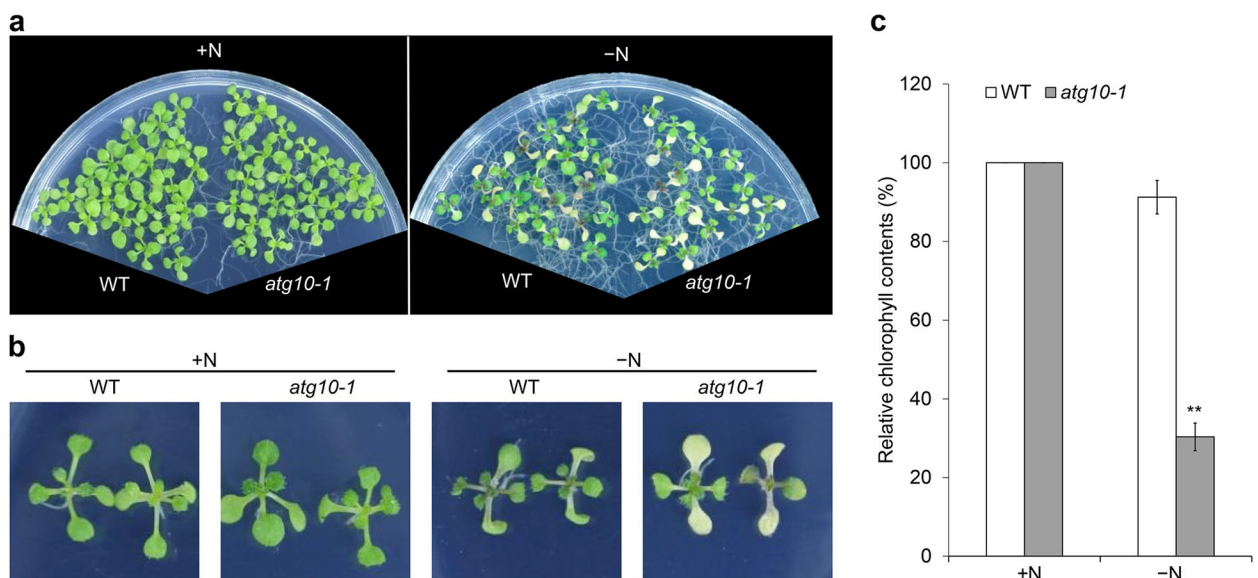 a
+N
−N
WT
atg10-1
WT
atg10-1
b
+N
−N
WT
atg10-1
WT
atg10-1
c
WT
atg10-1
Relative chlorophyll contents (%)
120
100
80
60
40
20
0
**
+N
−N